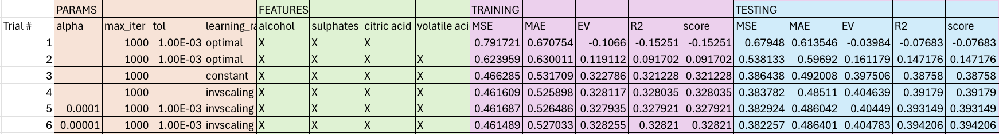 PARAMS FEATURES TRAINING TESTING
Trial # alpha max_iter tol learning_ra alcohol sulphates citric acid volatile aci MSE MAE EV R2 score MSE MAE EV R2 score
1 1000 1.00E-03 optimal X X X 0.791721 0.670754 -0.1066 -0.15251 -0.15251 0.67948 0.613546 -0.03984 -0.07683 -0.07683
2 1000 1.00E-03 optimal X X X X 0.623959 0.630011 0.119112 0.091702 0.091702 0.538133 0.59692 0.161179 0.147176 0.147176
3 1000 constant X X X X 0.466285 0.531709 0.322786 0.321228 0.321228 0.386438 0.492008 0.397506 0.38758 0.38758
4 1000 invscaling X X X X 0.461609 0.525898 0.328117 0.328035 0.328035 0.383782 0.48511 0.404639 0.39179 0.39179
5 0.0001 1000 1.00E-03 invscaling X X X X 0.461687 0.526486 0.327935 0.327921 0.327921 0.382924 0.486042 0.40449 0.393149 0.393149
6 0.00001 1000 1.00E-03 invscaling X X X X 0.461489 0.527033 0.328255 0.32821 0.32821 0.382257 0.486401 0.404783 0.394206 0.394206